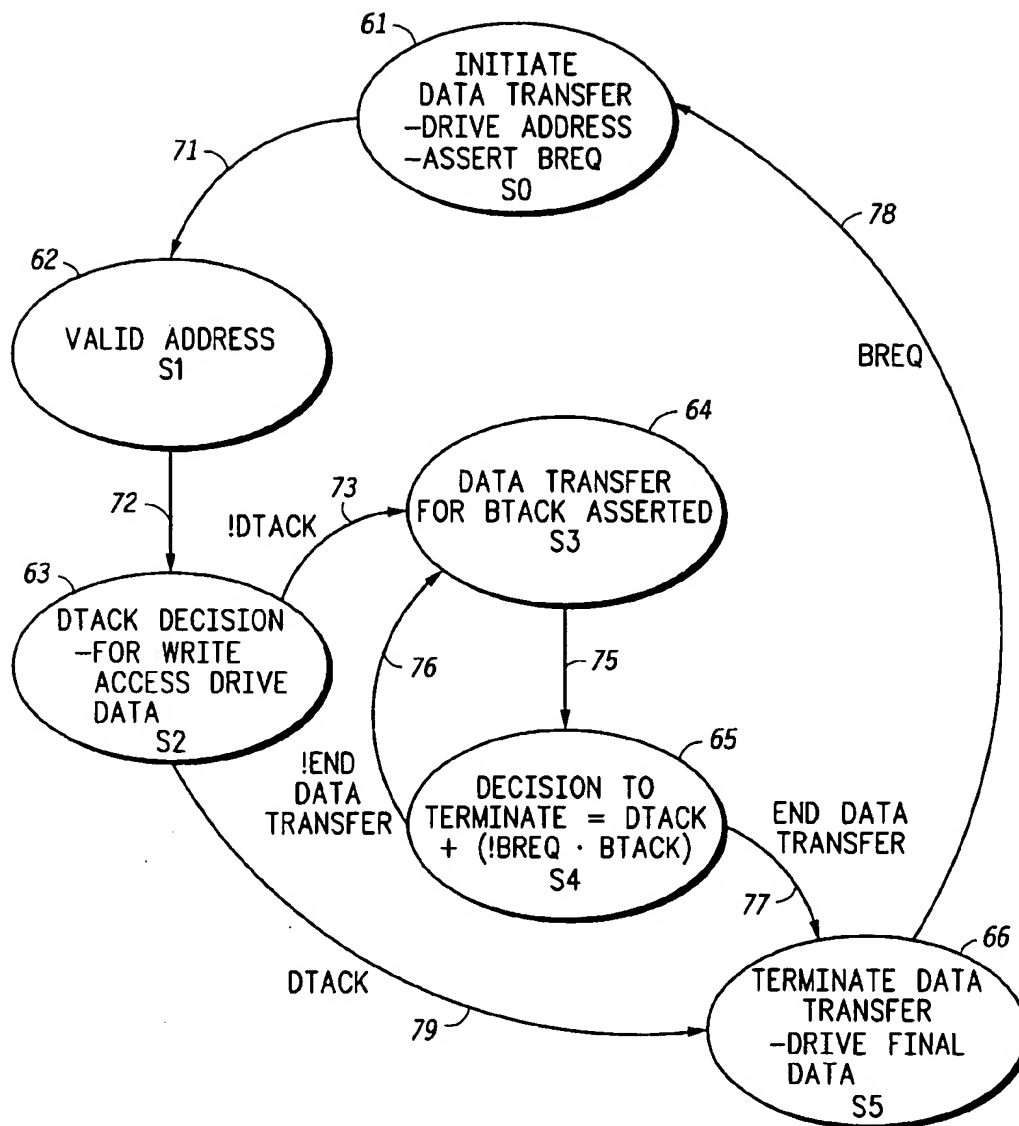 61
INITIATE
DATA TRANSFER
-DRIVE ADDRESS
-ASSERT BREQ
S0
71
78
62
VALID ADDRESS
S1
BREQ
64
DATA TRANSFER
FOR BTACK ASSERTED
S3
72
!DTACK
73
63
DTACK DECISION
-FOR WRITE
ACCESS DRIVE
DATA
S2
76
75
65
!END
DATA
TRANSFER
DECISION TO
TERMINATE = DTACK
+ (!BREQ · BTACK)
S4
END DATA
TRANSFER
77
66
DTACK
79
TERMINATE DATA
TRANSFER
-DRIVE FINAL
DATA
S5